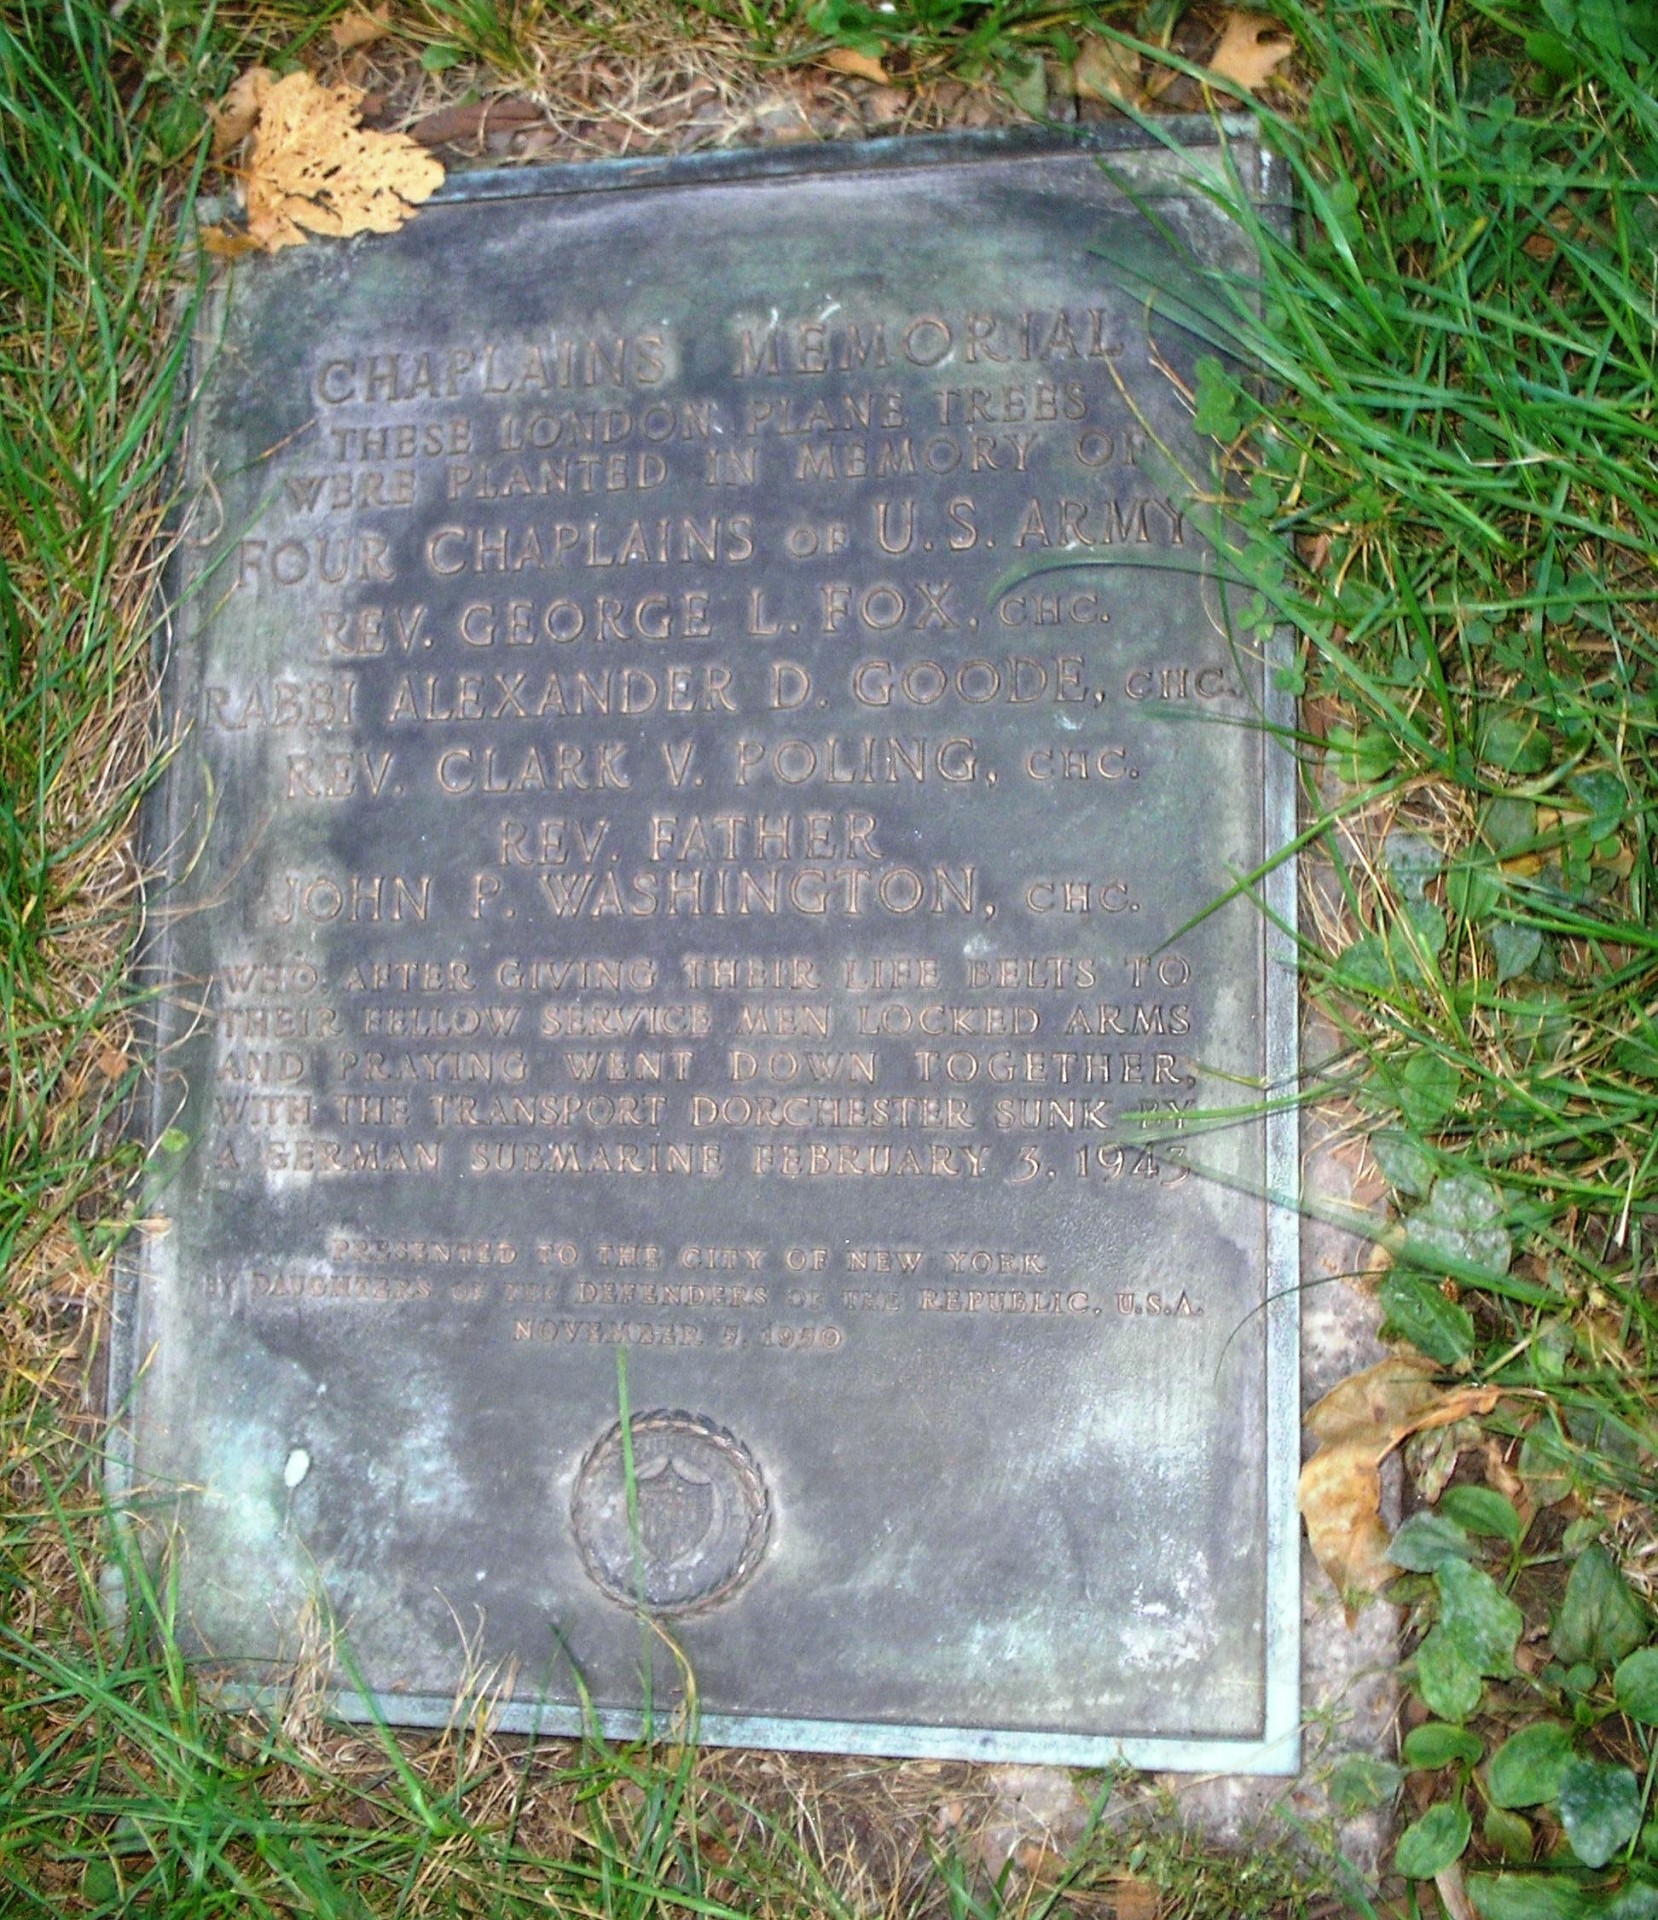 CHAPLAINS MEMORIAL
THESE LONDON PLANE TREES
WERE PLANTED IN MEMORY OF
FOUR CHAPLAINS OF U.S. ARMY
REV. GEORGE L. FOX, CHC.
RABBI ALEXANDER D. GOODE, CHC.
REV. CLARK V. POLING, CHC.
REV. FATHER
JOHN P. WASHINGTON, CHC.
WHO AFTER GIVING THEIR LIFE BELTS TO
THEIR FELLOW SERVICE MEN LOCKED ARMS
AND PRAYING WENT DOWN TOGETHER,
WITH THE TRANSPORT DORCHESTER SUNK BY
A GERMAN SUBMARINE FEBRUARY 3, 1943
PRESENTED TO THE CITY OF NEW YORK
BY DAUGHTERS OF THE DEFENDERS OF THE REPUBLIC, U.S.A.
NOVEMBER 5, 1950